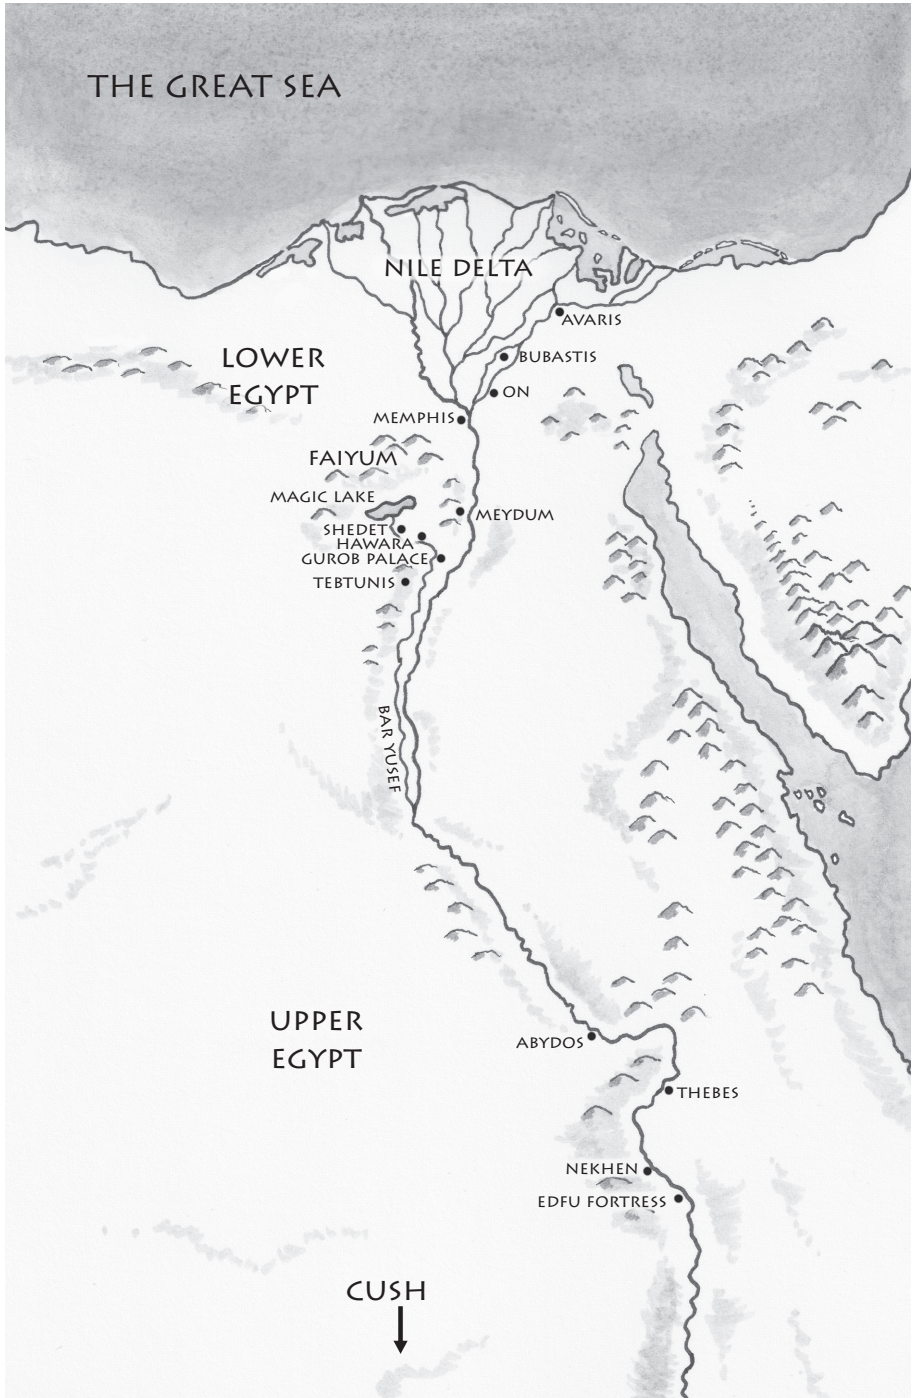 THE GREAT SEA
NILE DELTA
AVARIS
LOWER
EGYPT
BUBASTIS
ON
MEMPHIS
FAIYUM
MAGIC LAKE
MEYDUM
SHEDET
HAWARA
GUROB PALACE
TEBTUNIS
BAR YUSEF
UPPER
EGYPT
ABYDOS
THEBES
NEKHEN
EDFU FORTRESS
CUSH